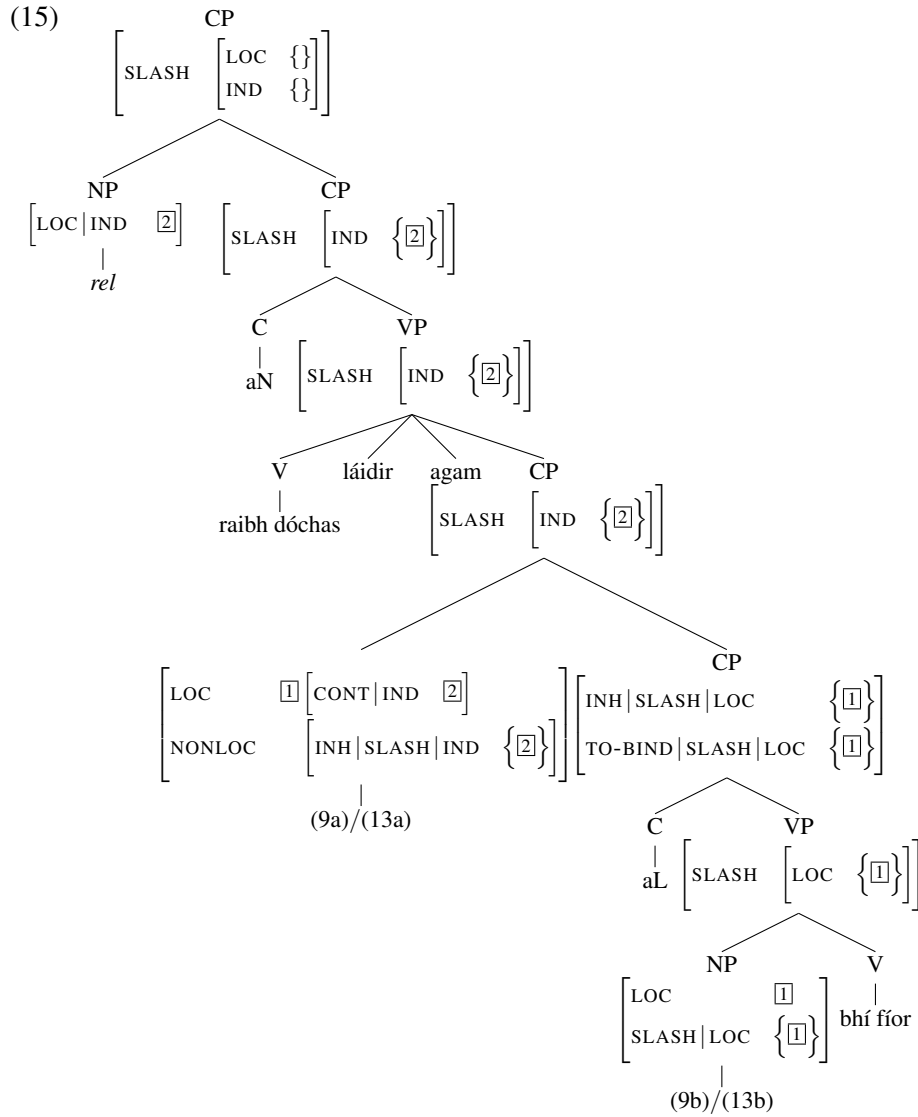 (15)
CP
[SLASH [LOC {}
IND {}]]
NP CP
[LOC|IND 2] [SLASH [IND {2}]]
rel
C VP
aN [SLASH [IND {2}]]
V láidir agam CP
raibh dóchas [SLASH [IND {2}]]
CP
[LOC 1 [CONT|IND 2] [INH|SLASH|LOC {1}
NONLOC [INH|SLASH|IND {2}]] TO-BIND|SLASH|LOC {1}]
(9a)/(13a)
C VP
aL [SLASH [LOC {1}]]
NP V
[LOC 1
SLASH|LOC {1}] bhí fíor
(9b)/(13b)